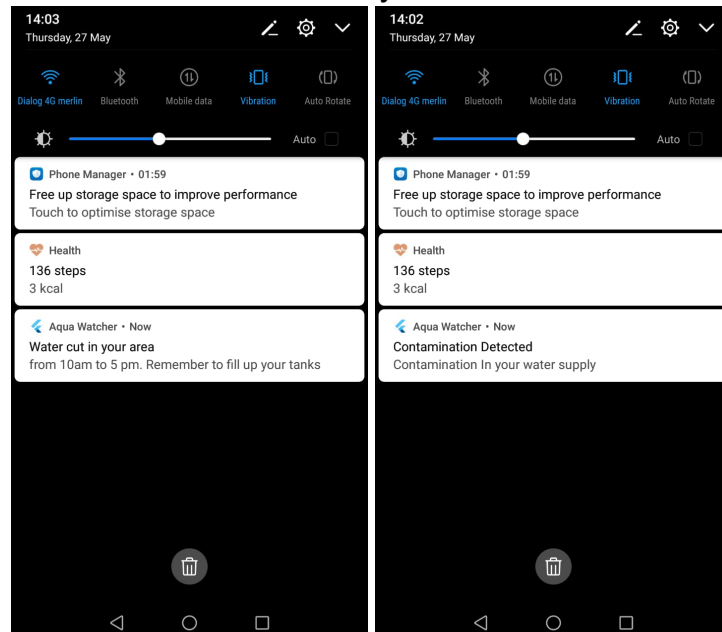 14:03
Thursday, 27 May
Dialog 4G merlin Bluetooth Mobile data Vibration Auto Rotate
Auto
Phone Manager • 01:59
Free up storage space to improve performance
Touch to optimise storage space
Health
136 steps
3 kcal
Aqua Watcher • Now
Water cut in your area
from 10am to 5 pm. Remember to fill up your tanks
14:02
Thursday, 27 May
Dialog 4G merlin Bluetooth Mobile data Vibration Auto Rotate
Auto
Phone Manager • 01:59
Free up storage space to improve performance
Touch to optimise storage space
Health
136 steps
3 kcal
Aqua Watcher • Now
Contamination Detected
Contamination In your water supply